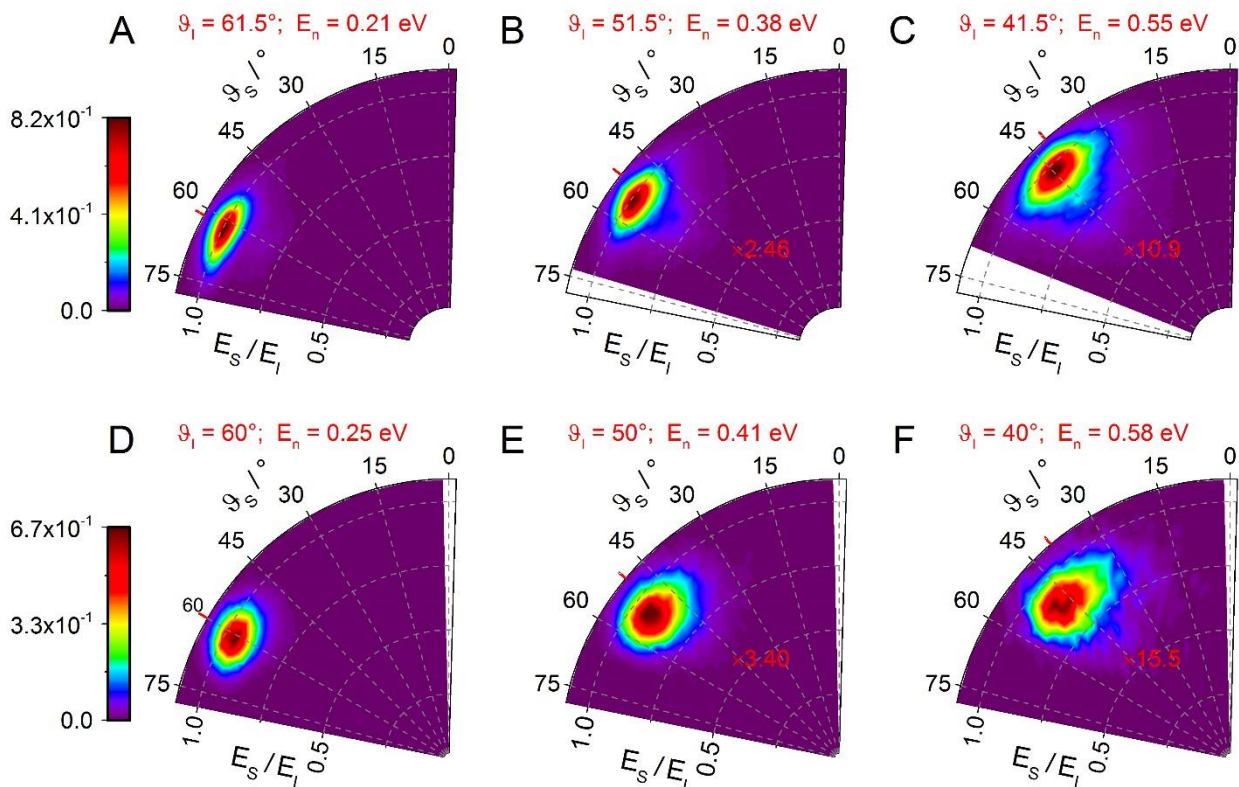 A
ϑI = 61.5°; En = 0.21 eV
B
ϑI = 51.5°; En = 0.38 eV
C
ϑI = 41.5°; En = 0.55 eV
8.2x10-1
4.1x10-1
0.0
ϑS / °
0
15
30
45
60
75
1.0
0.5
ES / EI
ϑS / °
0
15
30
45
60
75
1.0
0.5
ES / EI
×2.46
ϑS / °
0
15
30
45
60
75
1.0
0.5
ES / EI
×10.9
D
ϑI = 60°; En = 0.25 eV
E
ϑI = 50°; En = 0.41 eV
F
ϑI = 40°; En = 0.58 eV
6.7x10-1
3.3x10-1
0.0
ϑS / °
0
15
30
45
60
75
1.0
0.5
ES / EI
ϑS / °
0
15
30
45
60
75
1.0
0.5
ES / EI
×3.40
ϑS / °
0
15
30
45
60
75
1.0
0.5
ES / EI
×15.5